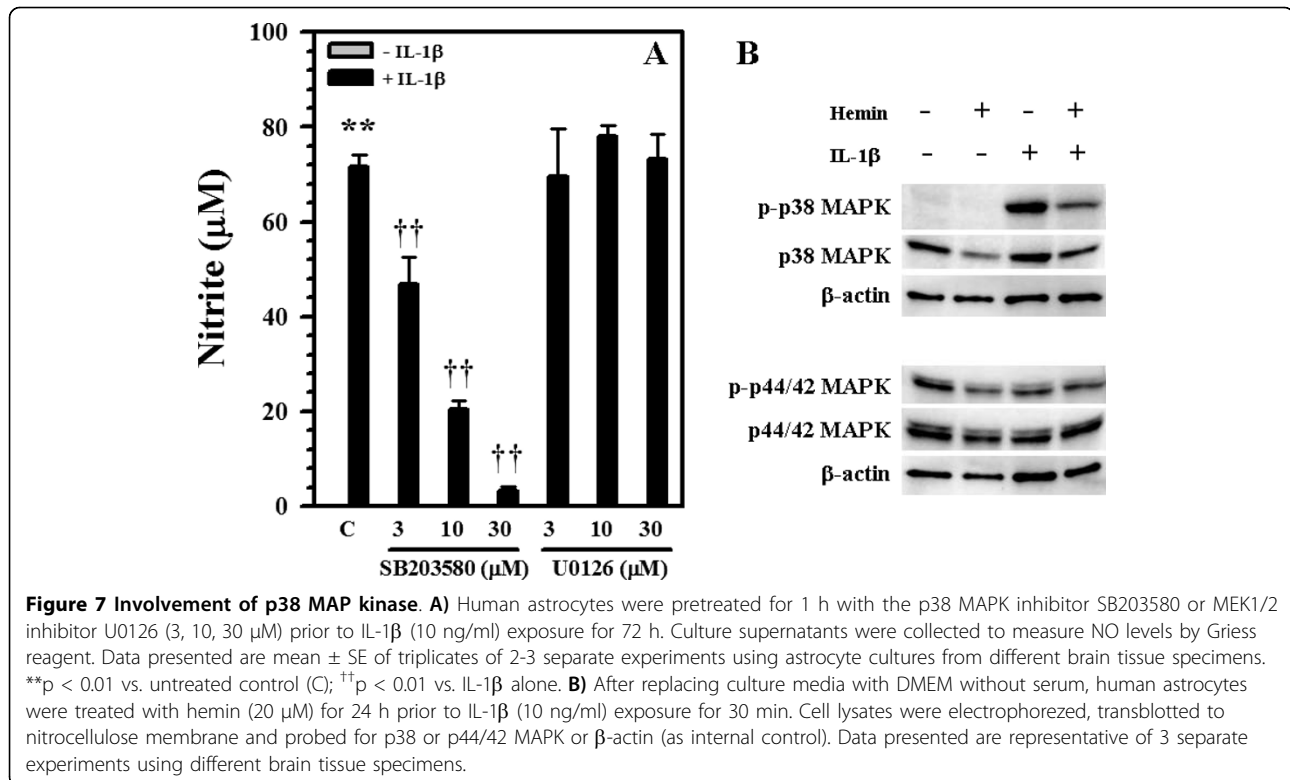 100
80
60
40
20
0
Nitrite (μM)
- IL-1β
+ IL-1β
A
**
††
††
††
C 3 10 30 3 10 30
SB203580 (μM) U0126 (μM)
B
Hemin - + - +
IL-1β - - + +
p-p38 MAPK
p38 MAPK
β-actin
p-p44/42 MAPK
p44/42 MAPK
β-actin
Figure 7 Involvement of p38 MAP kinase. A) Human astrocytes were pretreated for 1 h with the p38 MAPK inhibitor SB203580 or MEK1/2
inhibitor U0126 (3, 10, 30 μM) prior to IL-1β (10 ng/ml) exposure for 72 h. Culture supernatants were collected to measure NO levels by Griess
reagent. Data presented are mean ± SE of triplicates of 2-3 separate experiments using astrocyte cultures from different brain tissue specimens.
**p < 0.01 vs. untreated control (C); ††p < 0.01 vs. IL-1β alone. B) After replacing culture media with DMEM without serum, human astrocytes
were treated with hemin (20 μM) for 24 h prior to IL-1β (10 ng/ml) exposure for 30 min. Cell lysates were electrophorezed, transblotted to
nitrocellulose membrane and probed for p38 or p44/42 MAPK or β-actin (as internal control). Data presented are representative of 3 separate
experiments using different brain tissue specimens.